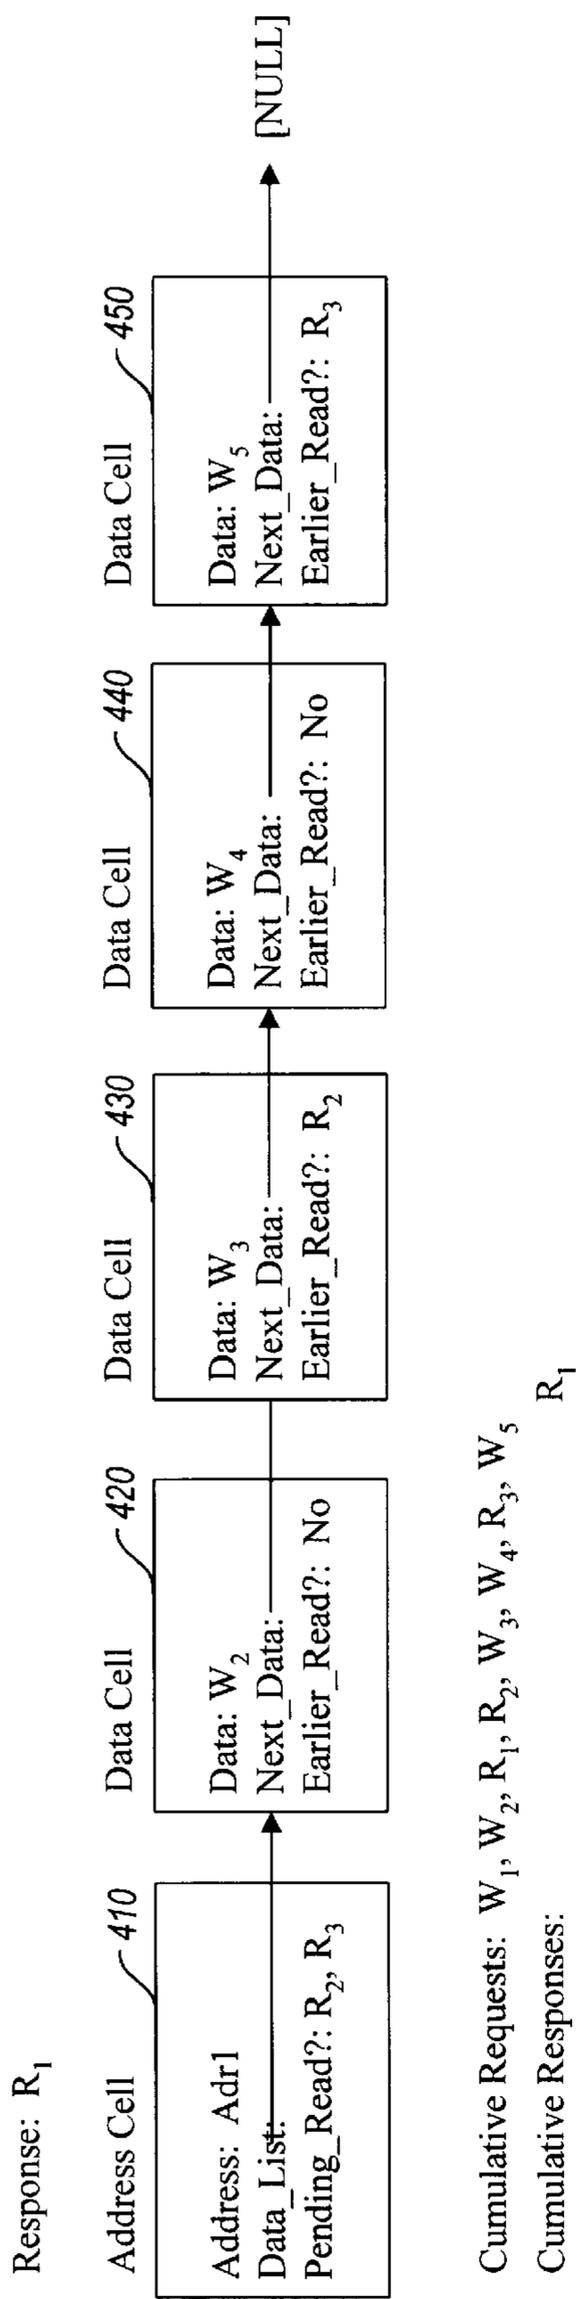 Response: R₁
Address Cell
410
Address: Adr1
Data_List:
Pending_Read?: R₂, R₃
Data Cell
420
Data: W₂
Next_Data:
Earlier_Read?: No
Data Cell
430
Data: W₃
Next_Data:
Earlier_Read?: R₂
Data Cell
440
Data: W₄
Next_Data:
Earlier_Read?: No
Data Cell
450
Data: W₅
Next_Data:
Earlier_Read?: R₃
[NULL]
Cumulative Requests: W₁, W₂, R₁, R₂, W₃, W₄, R₃, W₅
Cumulative Responses: R₁